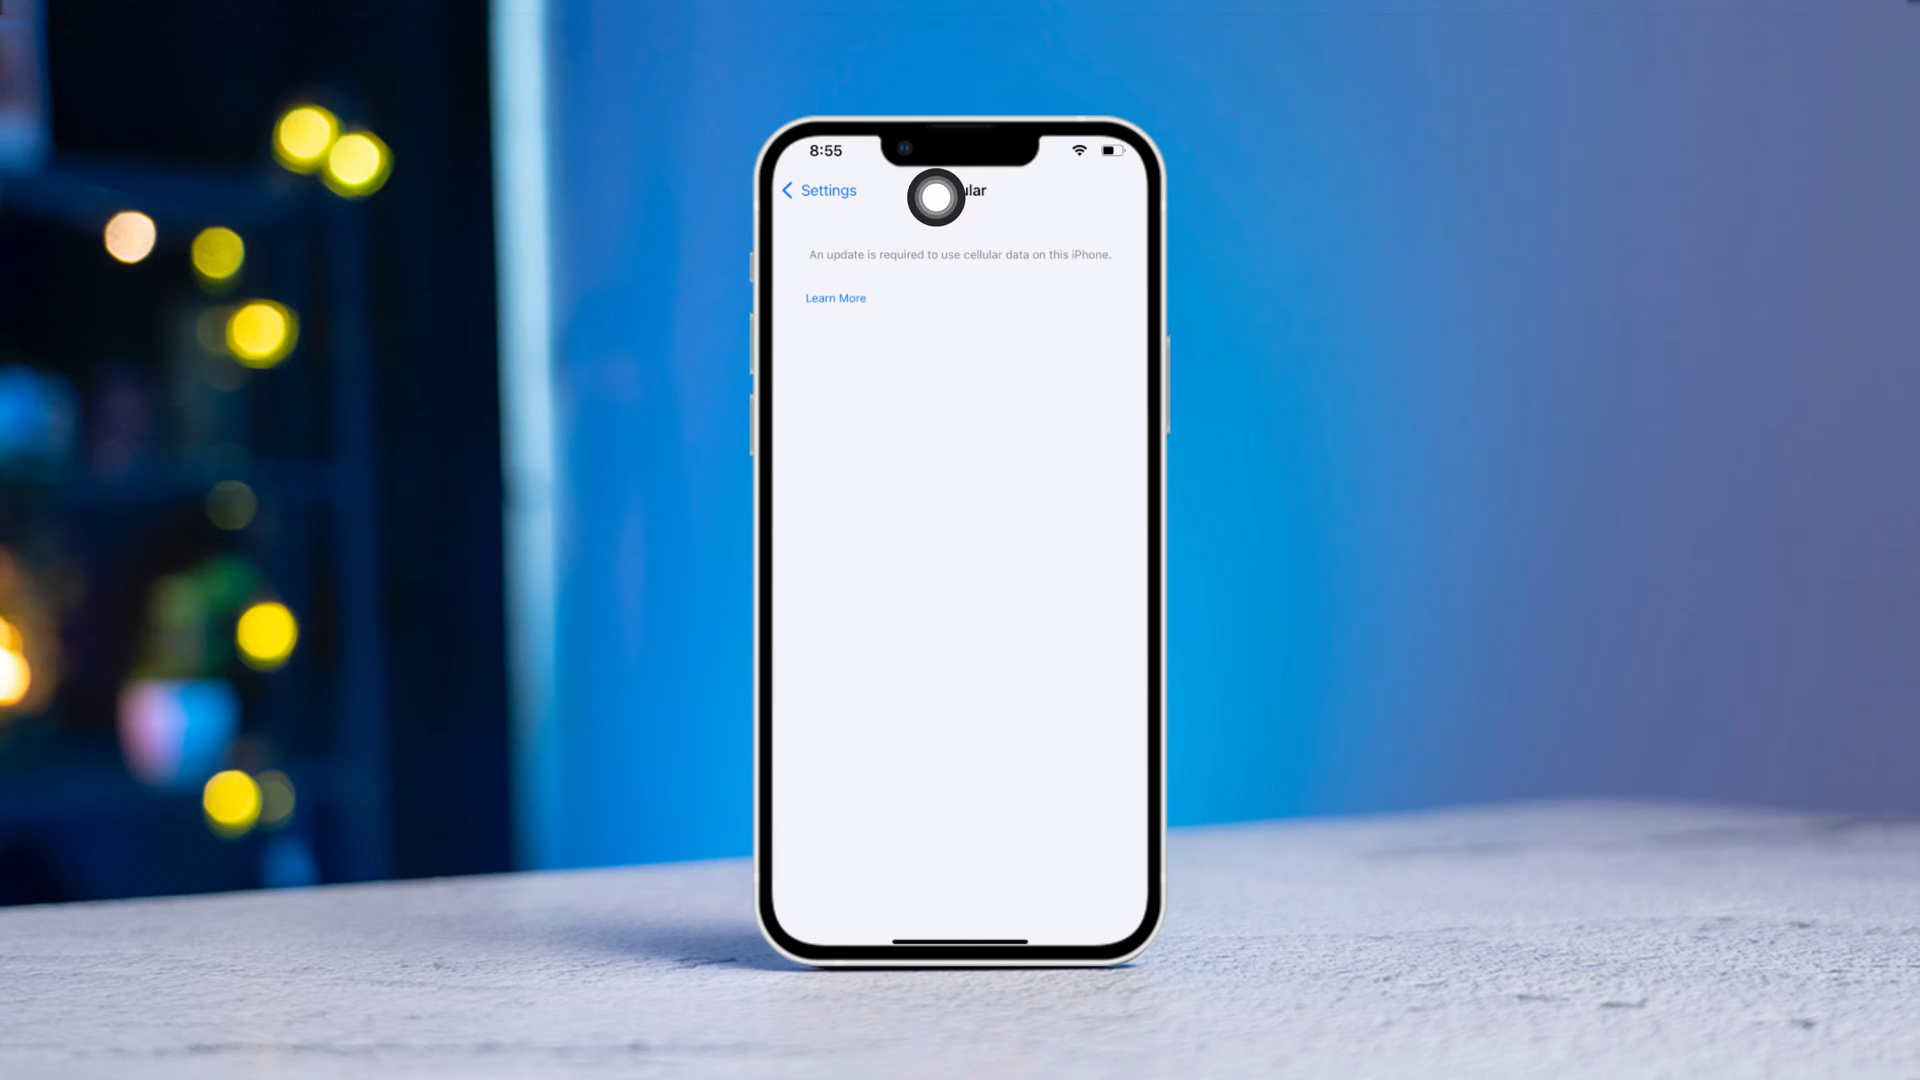 8:55
Settings
ular
An update is required to use cellular data on this iPhone.
Learn More